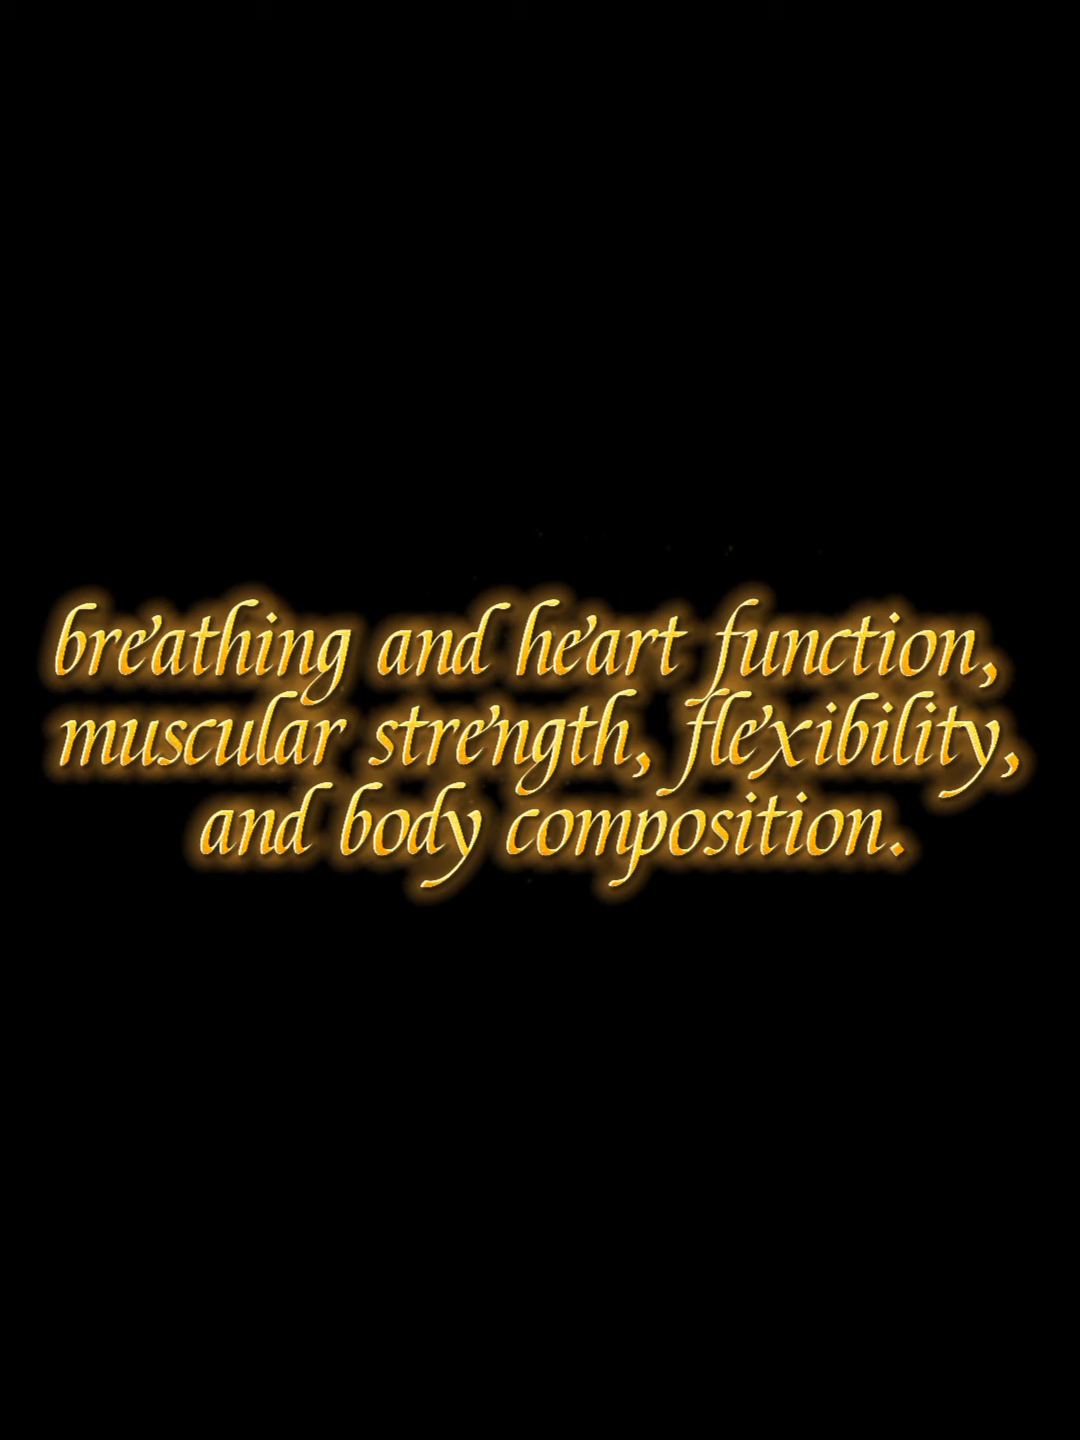 breathing and heart function,
muscular strength, flexibility,
and body composition.